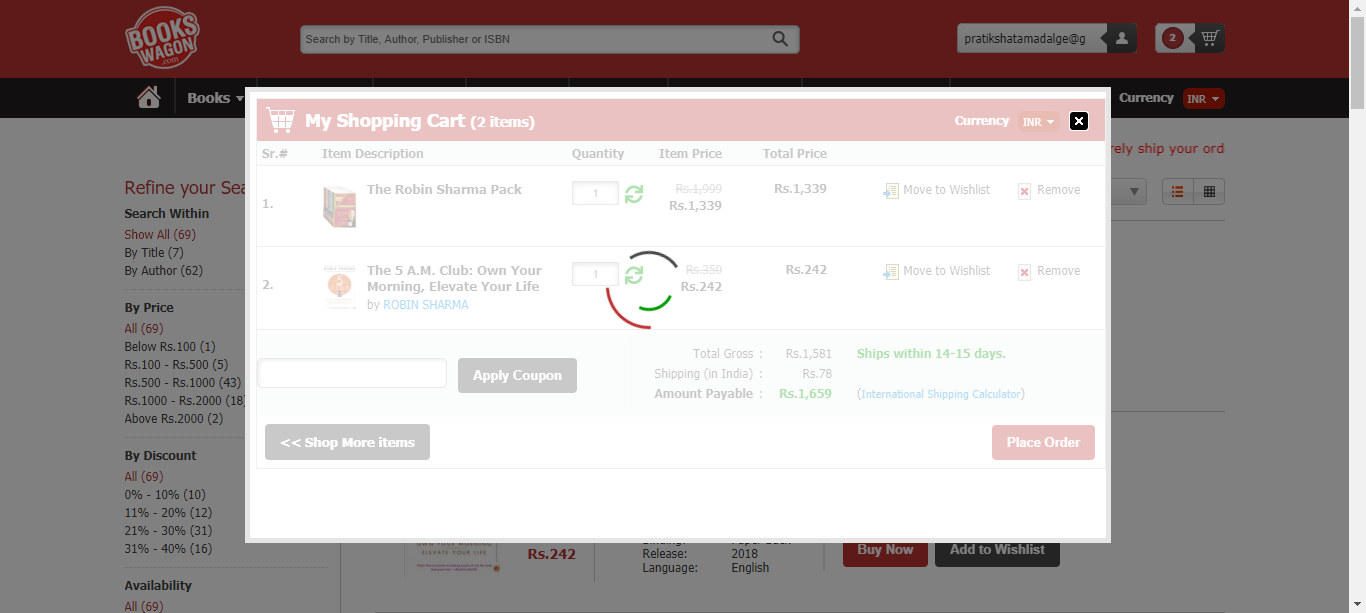 BOOKS
WAGON
.com
Search by Title, Author, Publisher or ISBN
pratikshatamadalge@g
2
Books
Currency INR
My Shopping Cart (2 items)
Currency INR
Sr.# Item Description Quantity Item Price Total Price
1. The Robin Sharma Pack 1 Rs.1,999 Rs.1,339 Move to Wishlist Remove
Rs.1,339
2. The 5 A.M. Club: Own Your 1 Rs.350 Rs.242 Move to Wishlist Remove
Morning, Elevate Your Life Rs.242
by ROBIN SHARMA
Total Gross : Rs.1,581 Ships within 14-15 days.
Apply Coupon Shipping (in India) : Rs.78
Amount Payable : Rs.1,659 (International Shipping Calculator)
<< Shop More items Place Order
rely ship your ord
Refine your Sea
Search Within
Show All (69)
By Title (7)
By Author (62)
By Price
All (69)
Below Rs.100 (1)
Rs.100 - Rs.500 (5)
Rs.500 - Rs.1000 (43)
Rs.1000 - Rs.2000 (18)
Above Rs.2000 (2)
By Discount
All (69)
0% - 10% (10)
11% - 20% (12)
21% - 30% (31)
31% - 40% (16)
Availability
All (69)
ELEVATE YOUR LIFE
Rs.242
Release: 2018
Language: English
Buy Now Add to Wishlist